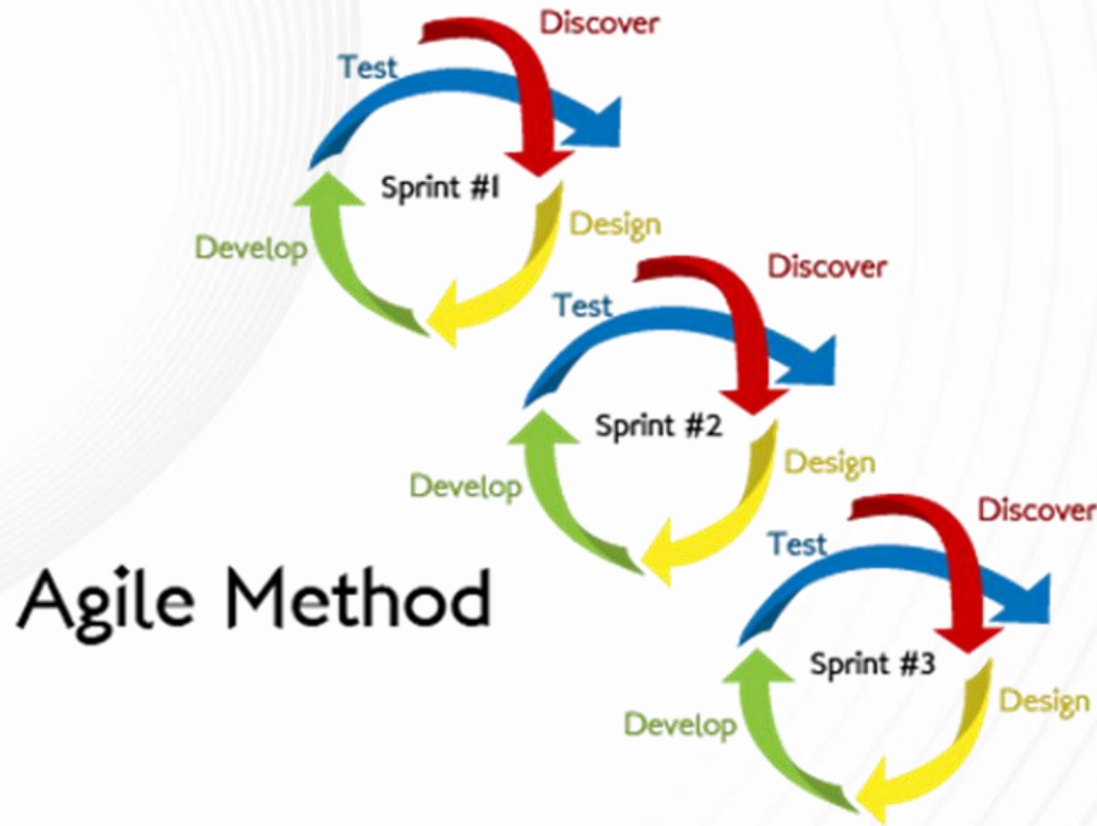 Discover
Test
Sprint #1
Design
Develop
Discover
Test
Sprint #2
Design
Develop
Discover
Test
Sprint #3
Design
Develop
Agile Method